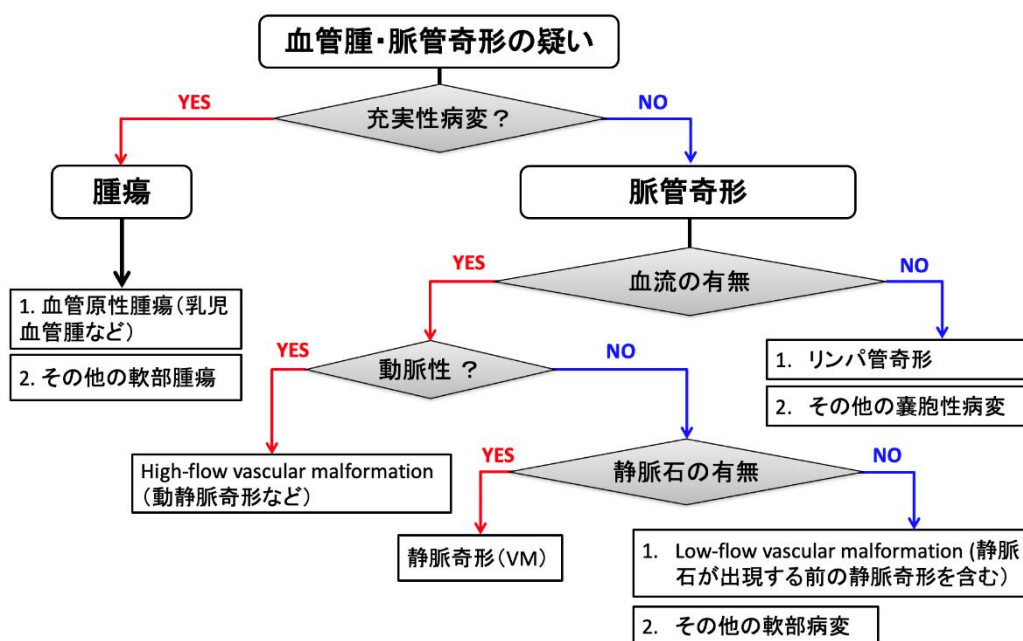 血管腫・脈管奇形の疑い
YES
NO
充実性病変？
腫瘍
脈管奇形
YES
NO
血流の有無
1. 血管原性腫瘍（乳児
血管腫など）
2. その他の軟部腫瘍
YES
NO
動脈性 ？
1. リンパ管奇形
2. その他の嚢胞性病変
High-flow vascular malformation
（動静脈奇形など）
YES
NO
静脈石の有無
静脈奇形（VM）
1. Low-flow vascular malformation (静脈
石が出現する前の静脈奇形を含む）
2. その他の軟部病変